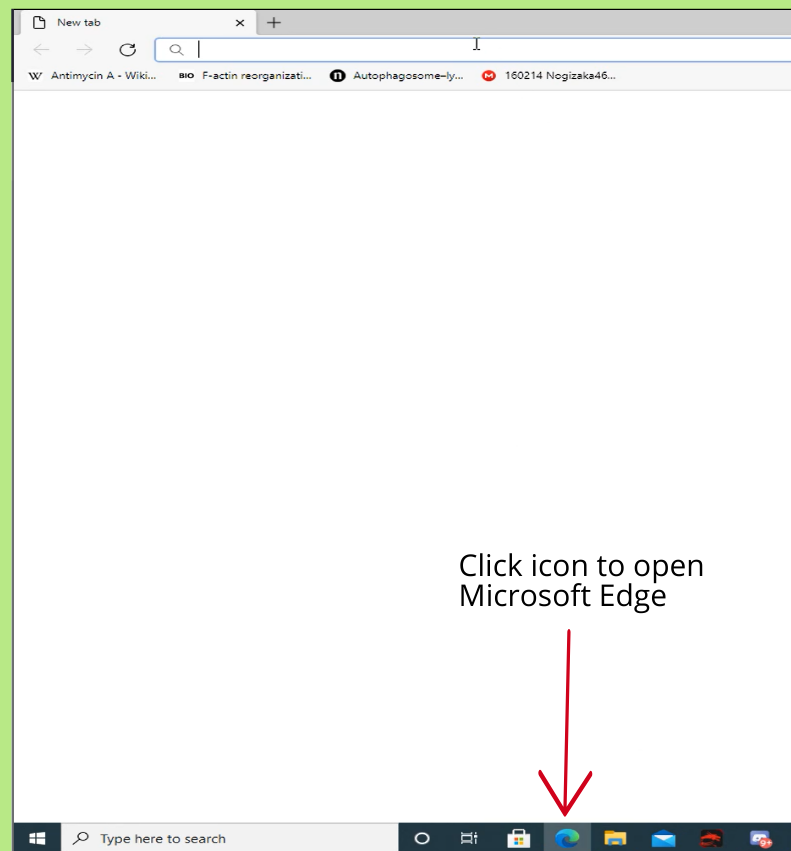 New tab
Antimycin A - Wiki...
BIO F-actin reorganizati...
n Autophagosome–ly...
M 160214 Nogizaka46...
Click icon to open
Microsoft Edge
Type here to search
9+